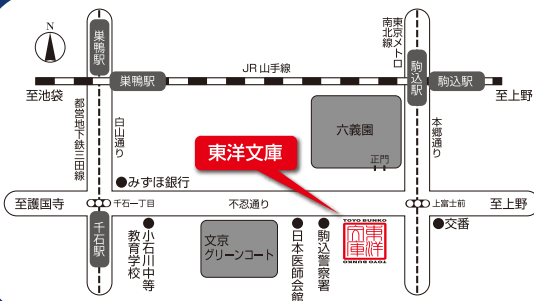 N
巣鴨駅
巣鴨駅
JR 山手線
東京メトロ
南北線
駒込駅
駒込駅
至池袋
至上野
都営地下鉄三田線
白山通り
六義園
正門
本郷通り
東洋文庫
●みずほ銀行
至護国寺
千石一丁目
不忍通り
上富士前
至上野
千石駅
●小石川中等
教育学校
文京
グリーンコート
●日本医師会館
●駒込警察署
TOYO BUNKO
東洋
文庫
TOYO BUNKO
●交番